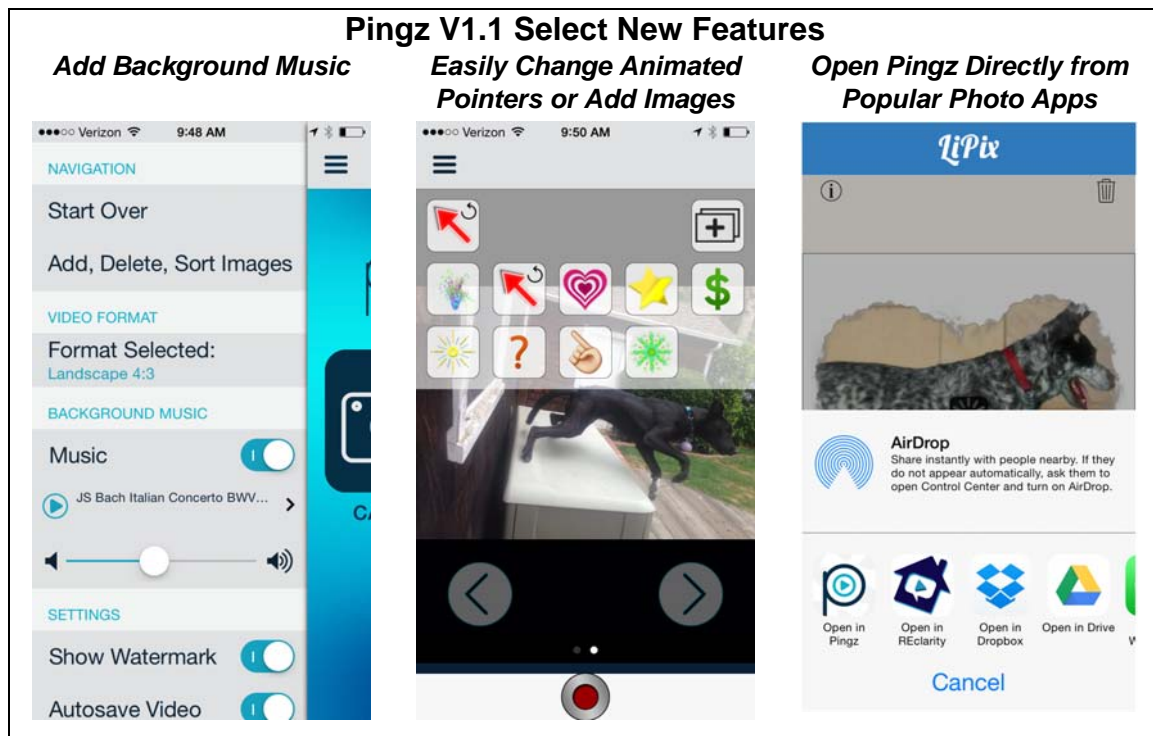 Pingz V1.1 Select New Features
Add Background Music
Easily Change Animated
Pointers or Add Images
Open Pingz Directly from
Popular Photo Apps
Verizon 9:48 AM
NAVIGATION
Start Over
Add, Delete, Sort Images
VIDEO FORMAT
Format Selected:
Landscape 4:3
BACKGROUND MUSIC
Music
JS Bach Italian Concerto BWV...
SETTINGS
Show Watermark
Autosave Video
CA
Verizon 9:50 AM
$
?
LiPix
AirDrop
Share instantly with people nearby. If they
do not appear automatically, ask them to
open Control Center and turn on AirDrop.
Open in
Pingz
Open in
REclarity
Open in
Dropbox
Open in Drive
W
Cancel